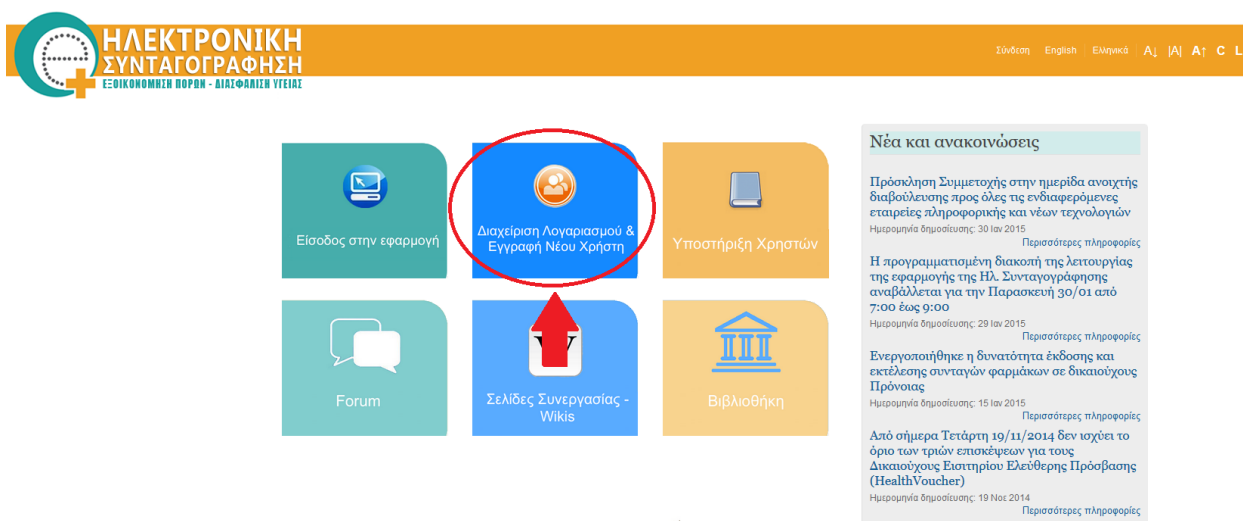 ΗΛΕΚΤΡΟΝΙΚΗ
ΣΥΝΤΑΓΟΓΡΑΦΗΣΗ
ΕΞΟΙΚΟΝΟΜΗΣΗ ΠΟΡΩΝ - ΔΙΑΣΦΑΛΙΣΗ ΥΓΕΙΑΣ
Σύνδεση English Ελληνικά A↓ |A| A↑ C L
Είσοδος στην εφαρμογή
Διαχείριση Λογαριασμού &
Εγγραφή Νέου Χρήστη
Υποστήριξη Χρηστών
Forum
W
Σελίδες Συνεργασίας -
Wikis
Βιβλιοθήκη
Νέα και ανακοινώσεις
Πρόσκληση Συμμετοχής στην ημερίδα ανοιχτής
διαβούλευσης προς όλες τις ενδιαφερόμενες
εταιρείες πληροφορικής και νέων τεχνολογιών
Ημερομηνία δημοσίευσης: 30 Ιαν 2015
Περισσότερες πληροφορίες
Η προγραμματισμένη διακοπή της λειτουργίας
της εφαρμογής της Ηλ. Συνταγογράφησης
αναβάλλεται για την Παρασκευή 30/01 από
7:00 έως 9:00
Ημερομηνία δημοσίευσης: 29 Ιαν 2015
Περισσότερες πληροφορίες
Ενεργοποιήθηκε η δυνατότητα έκδοσης και
εκτέλεσης συνταγών φαρμάκων σε δικαιούχους
Πρόνοιας
Ημερομηνία δημοσίευσης: 15 Ιαν 2015
Περισσότερες πληροφορίες
Από σήμερα Τετάρτη 19/11/2014 δεν ισχύει το
όριο των τριών επισκέψεων για τους
Δικαιούχους Εισιτηρίου Ελεύθερης Πρόσβασης
(HealthVoucher)
Ημερομηνία δημοσίευσης: 19 Νοε 2014
Περισσότερες πληροφορίες